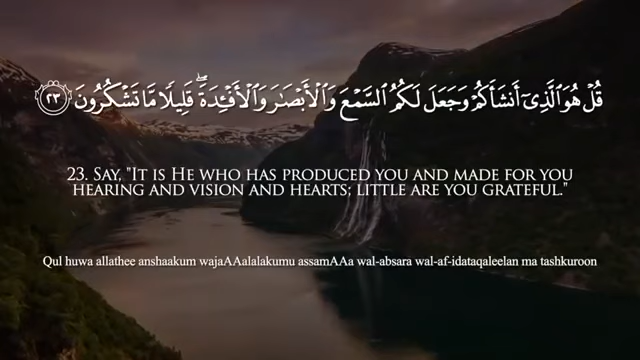 قُلْ هُوَ ٱلَّذِىٓ أَنشَأَكُمْ وَجَعَلَ لَكُمُ ٱلسَّمْعَ وَٱلْأَبْصَٰرَ وَٱلْأَفْـِٔدَةَ ۖ قَلِيلًا مَّا تَشْكُرُونَ ٢٣
23. Say, "It is He who has produced you and made for you
hearing and vision and hearts; little are you grateful."
Qul huwa allathee anshaakum wajaAAalalakumu assamAAa wal-absara wal-af-idataqaleelan ma tashkuroon